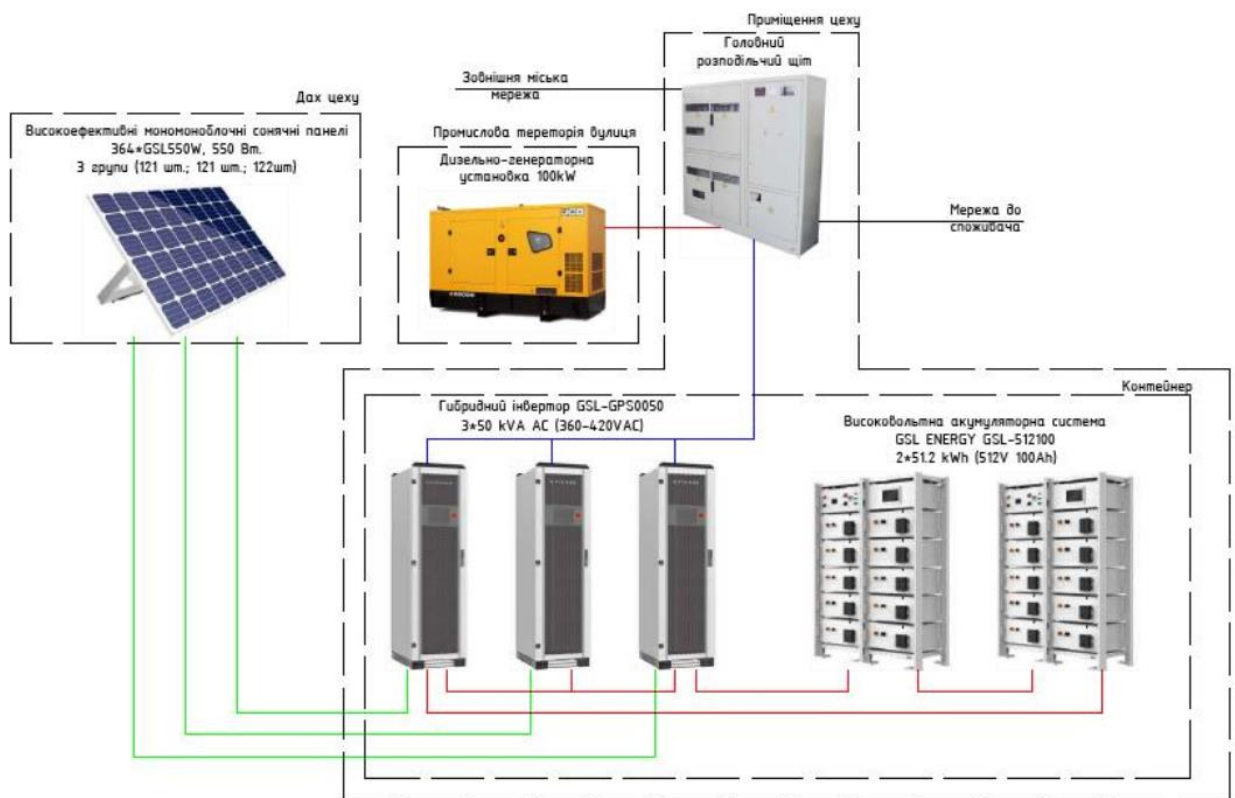 Приміщення цеху
Головний
розподільчий щіт
Зовнішня міська
мережа
Дах цеху
Високоефективні мономоноблочні сонячні панелі
364*GSL550W, 550 Вт.
3 групи (121 шт.; 121 шт.; 122шт)
Промислова тереторія вулиця
Дизельно-генераторна
установка 100kW
Мережа до
споживача
Контейнер
Гибридний інвертор GSL-GPS0050
3*50 kVA AC (360-420VAC)
Високовольтна акумуляторна система
GSL ENERGY GSL-512100
2*51.2 kWh (512V 100Ah)